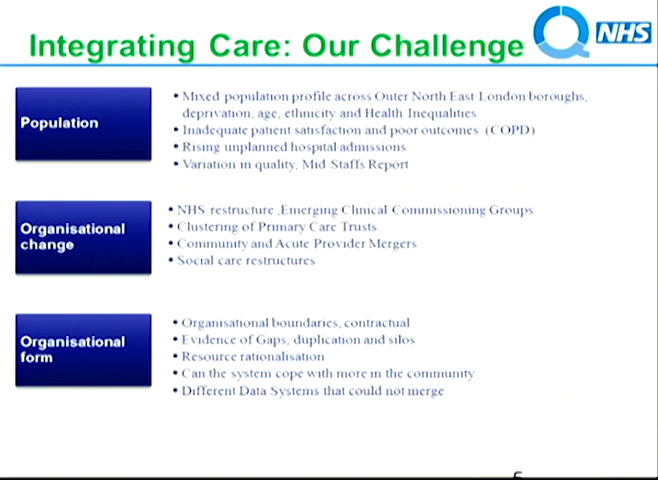 Integrating Care: Our Challenge
NHS
Population
• Mixed population profile across Outer North East London boroughs,
deprivation, age, ethnicity and Health Inequalities
• Inadequate patient satisfaction and poor outcomes (COPD)
• Rising unplanned hospital admissions
• Variation in quality, Mid Staffs Report
Organisational
change
• NHS restructure ,Emerging Clinical Commissioning Groups
• Clustering of Primary Care Trusts.
• Community and Acute Provider Mergers
• Social care restructures
Organisational
form
• Organisational boundaries, contractual
• Evidence of Gaps, duplication and silos
• Resource rationalisation
• Can the system cope with more in the community
• Different Data Systems that could not merge